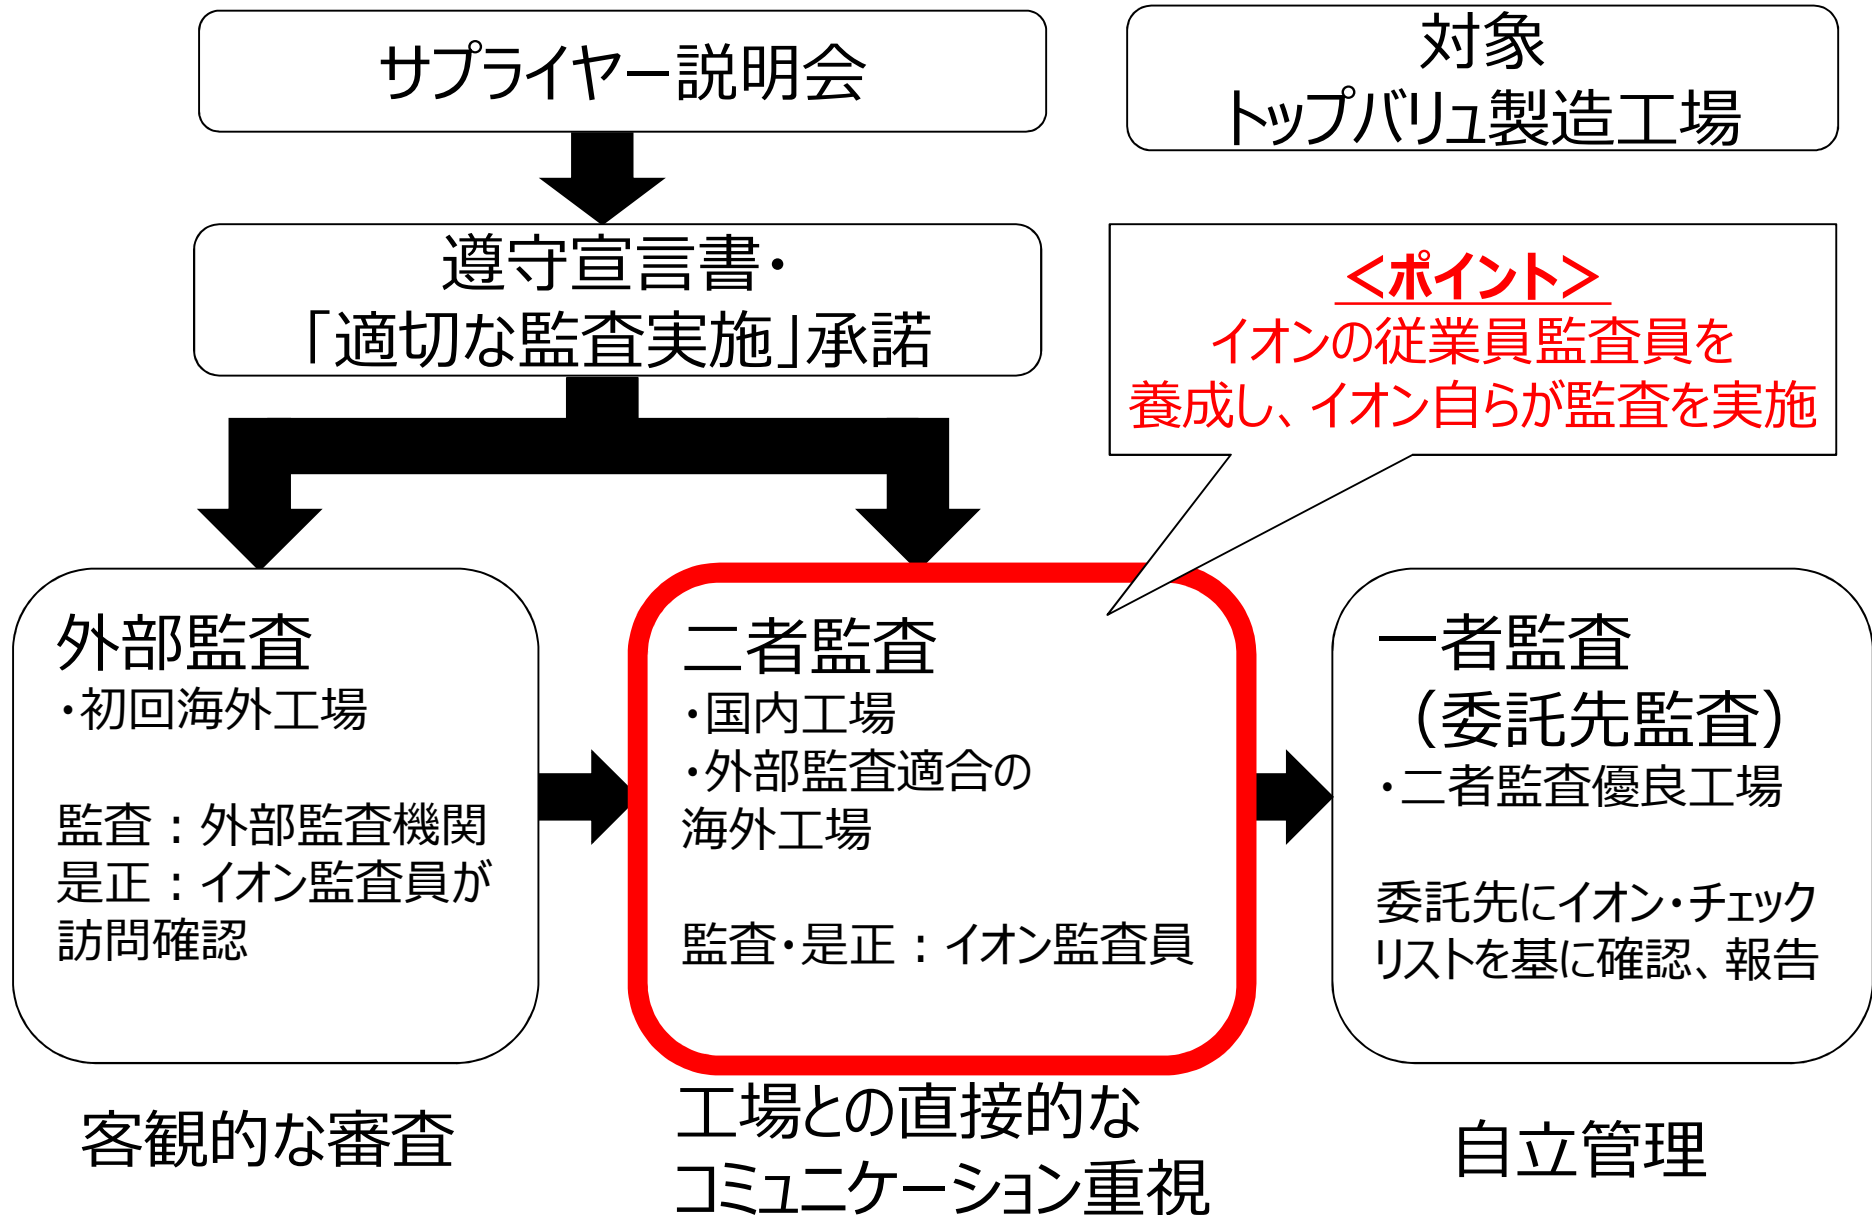 サプライヤー説明会
対象
トップバリュ製造工場
遵守宣言書・
「適切な監査実施」承諾
<ポイント>
イオンの従業員監査員を
養成し、イオン自らが監査を実施
外部監査
・初回海外工場
監査：外部監査機関
是正：イオン監査員が
訪問確認
二者監査
・国内工場
・外部監査適合の
海外工場
監査・是正：イオン監査員
一者監査
（委託先監査）
・二者監査優良工場
委託先にイオン・チェック
リストを基に確認、報告
客観的な審査
工場との直接的な
コミュニケーション重視
自立管理